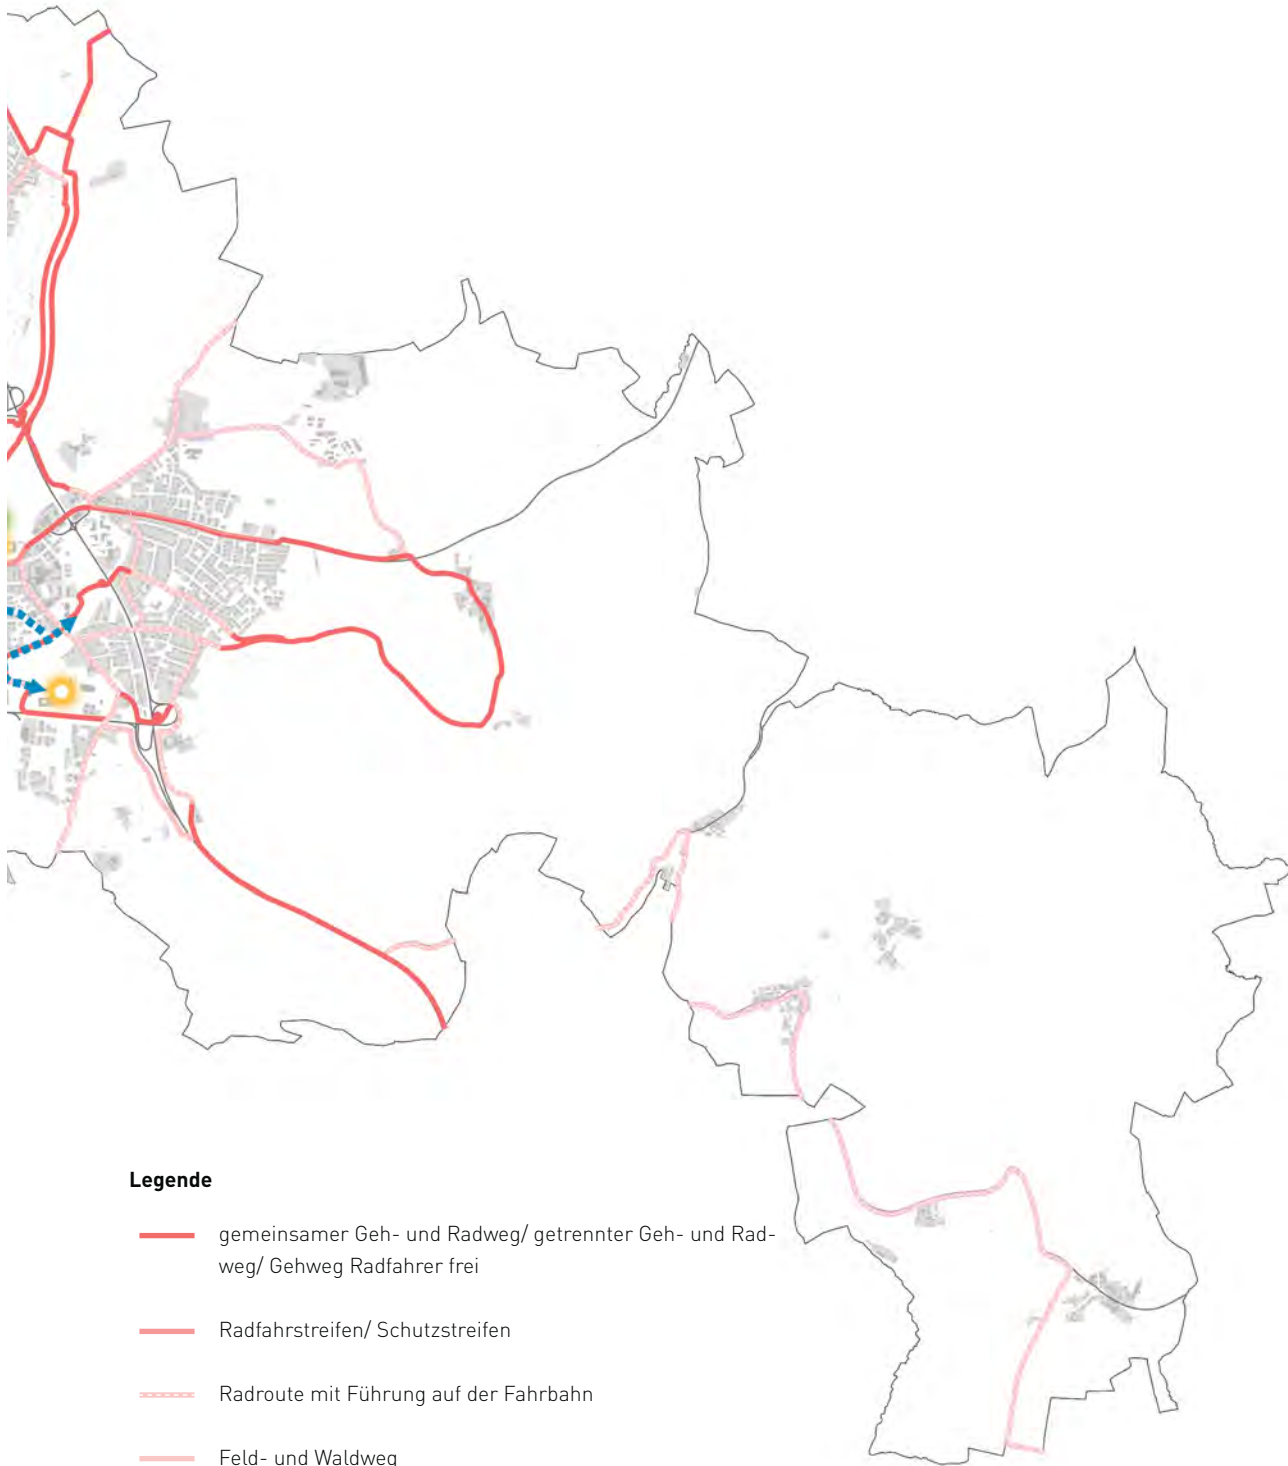 Legende
gemeinsamer Geh- und Radweg/ getrennter Geh- und Rad-
weg/ Gehweg Radfahrer frei
Radfahrstreifen/ Schutzstreifen
Radroute mit Führung auf der Fahrbahn
Feld- und Waldweg